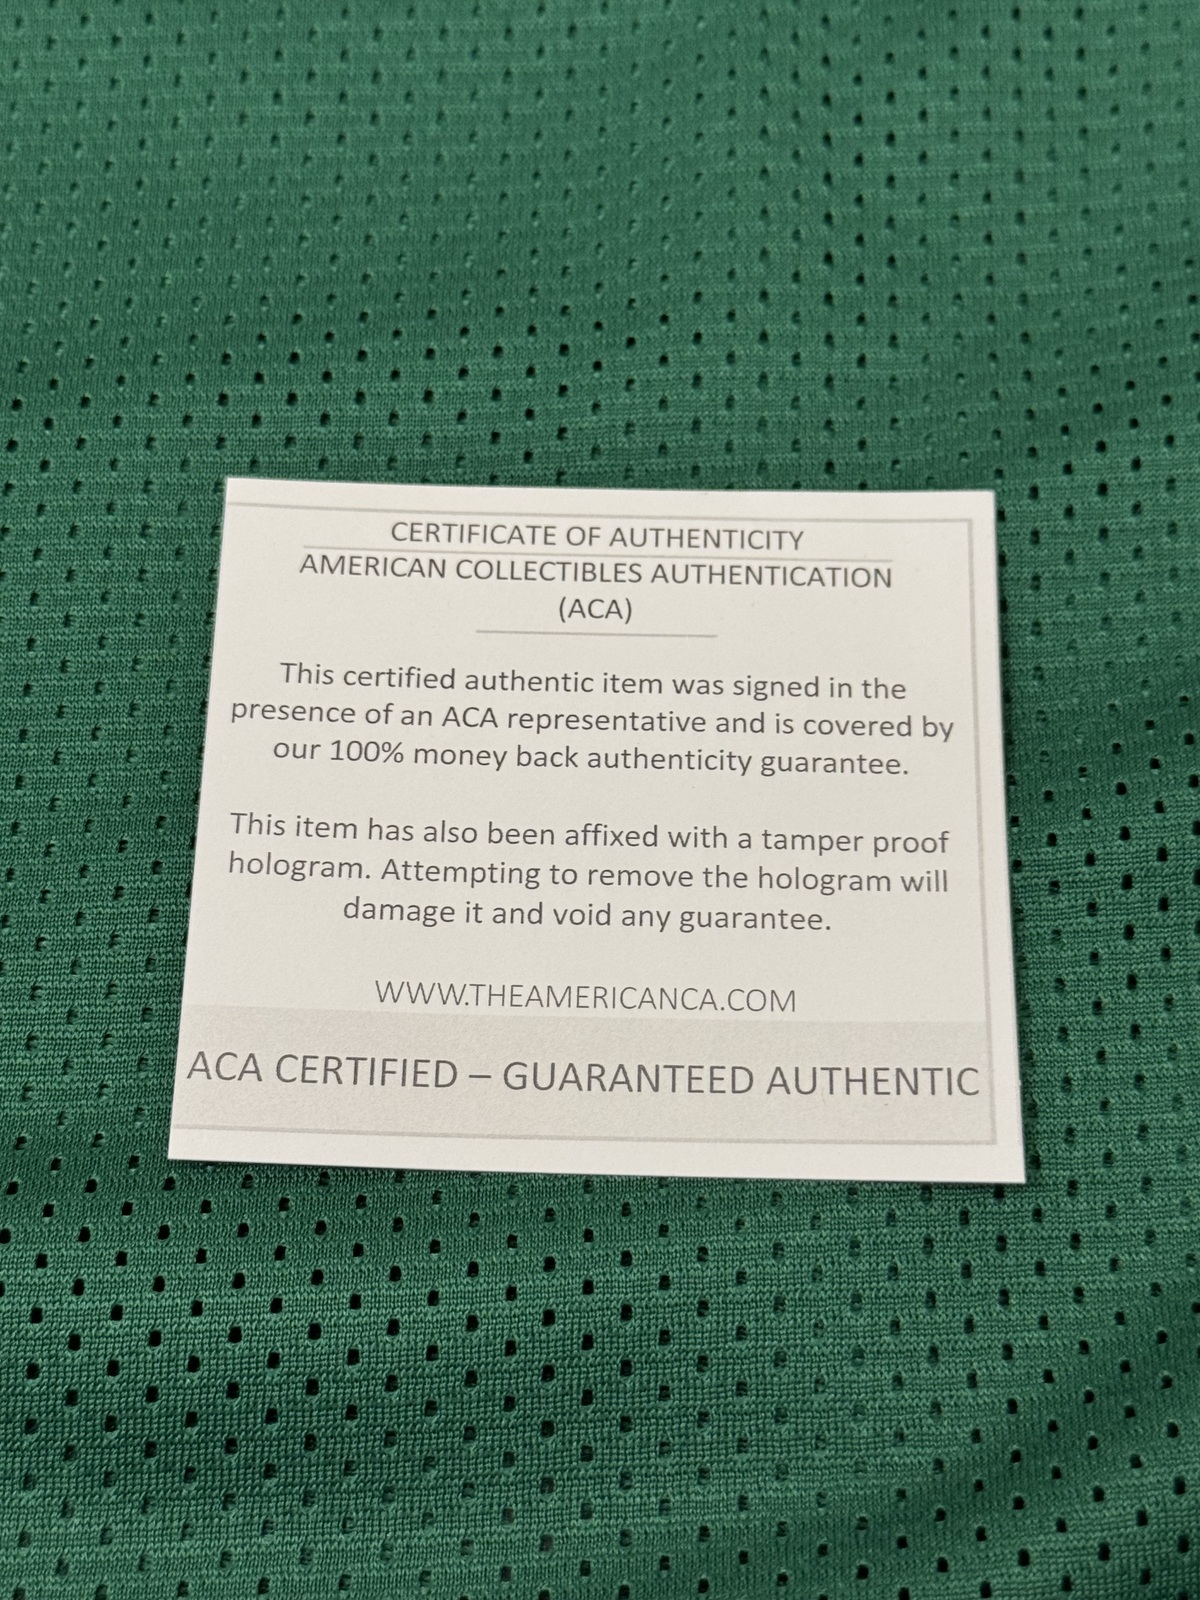 CERTIFICATE OF AUTHENTICITY
AMERICAN COLLECTIBLES AUTHENTICATION
(ACA)
This certified authentic item was signed in the
presence of an ACA representative and is covered by
our 100% money back authenticity guarantee.
This item has also been affixed with a tamper proof
hologram. Attempting to remove the hologram will
damage it and void any guarantee.
WWW.THEAMERICANCA.COM
ACA CERTIFIED – GUARANTEED AUTHENTIC